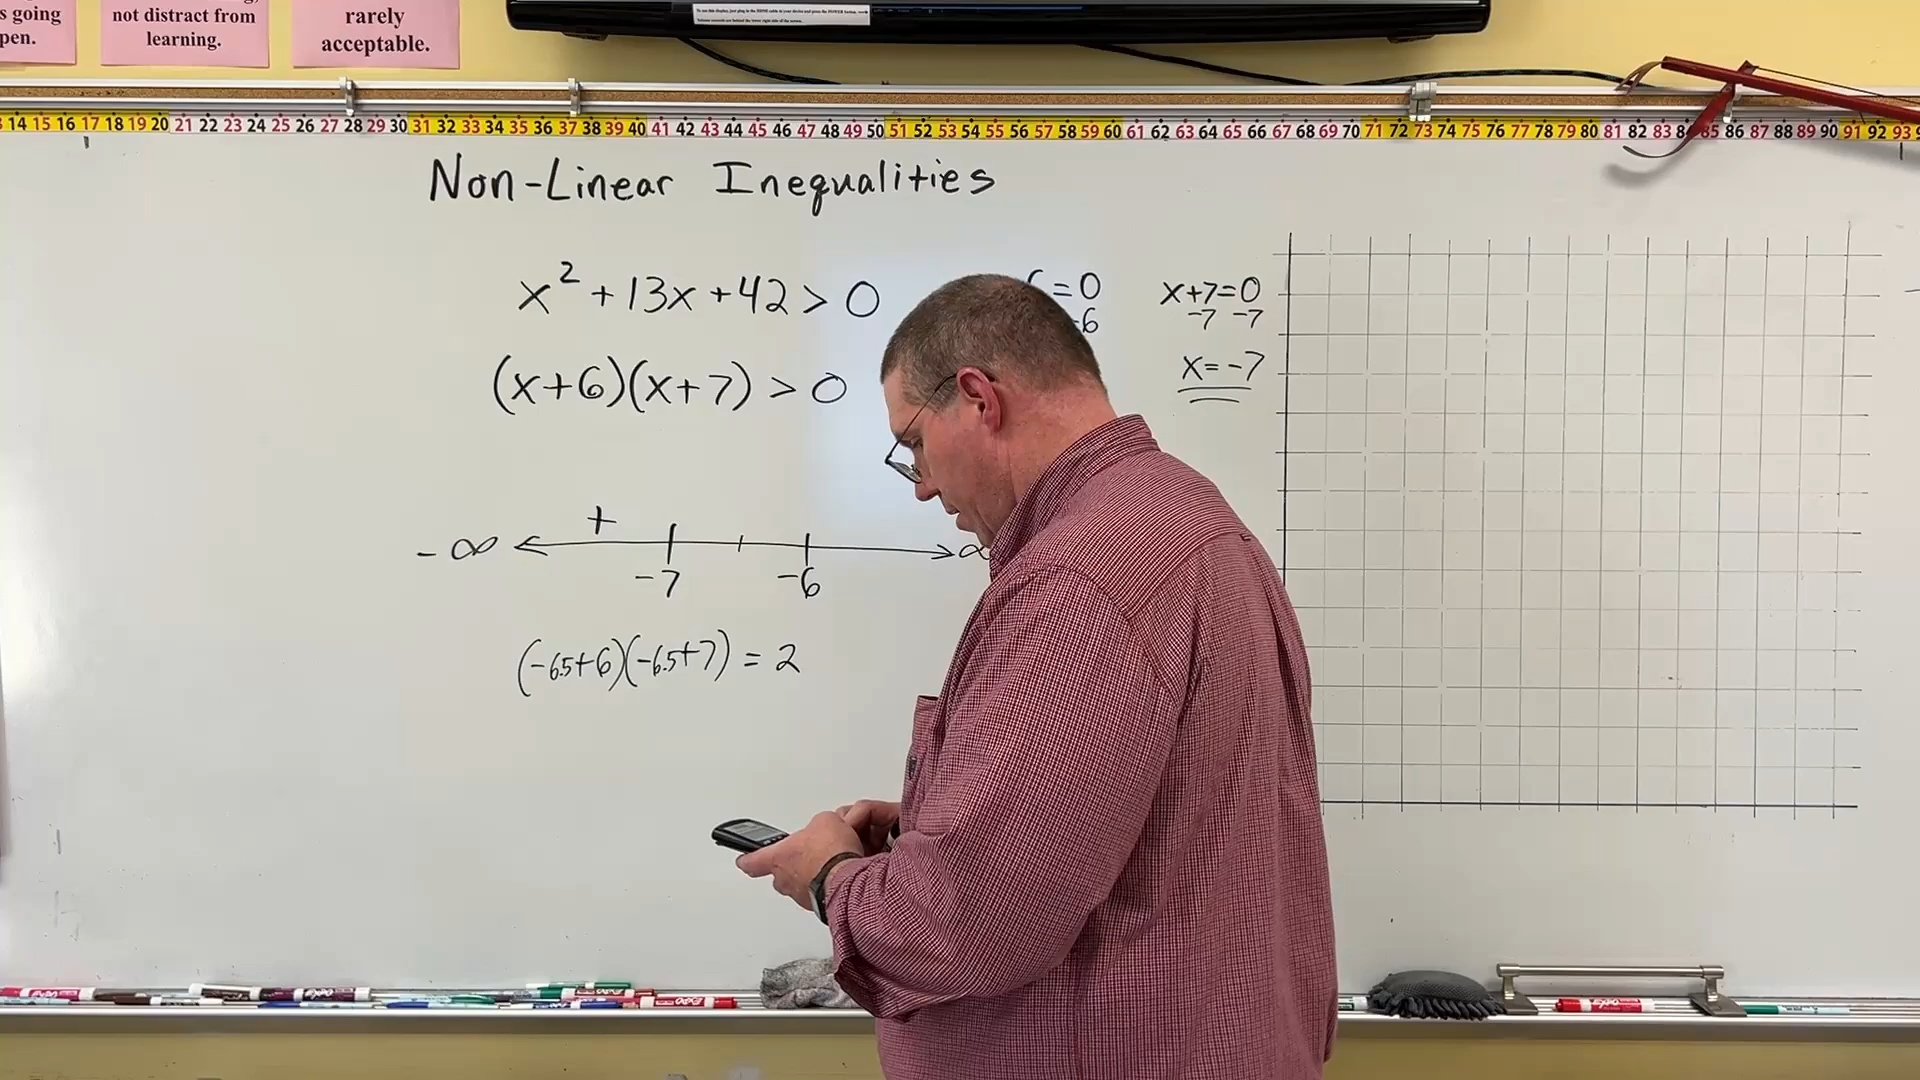 s going
pen.
not distract from
learning.
rarely
acceptable.
14 15 16 17 18 19 20 21 22 23 24 25 26 27 28 29 30 31 32 33 34 35 36 37 38 39 40 41 42 43 44 45 46 47 48 49 50 51 52 53 54 55 56 57 58 59 60 61 62 63 64 65 66 67 68 69 70 71 72 73 74 75 76 77 78 79 80 81 82 83 85 86 87 88 89 90 91 92 93
Non-Linear Inequalities
x² + 13x + 42 > 0
(x+6)(x+7) > 0
= 0
-6
x+7=0
-7 -7
x=-7
+
-∞
-7 -6
(-6.5+6)(-6.5+7) = 2